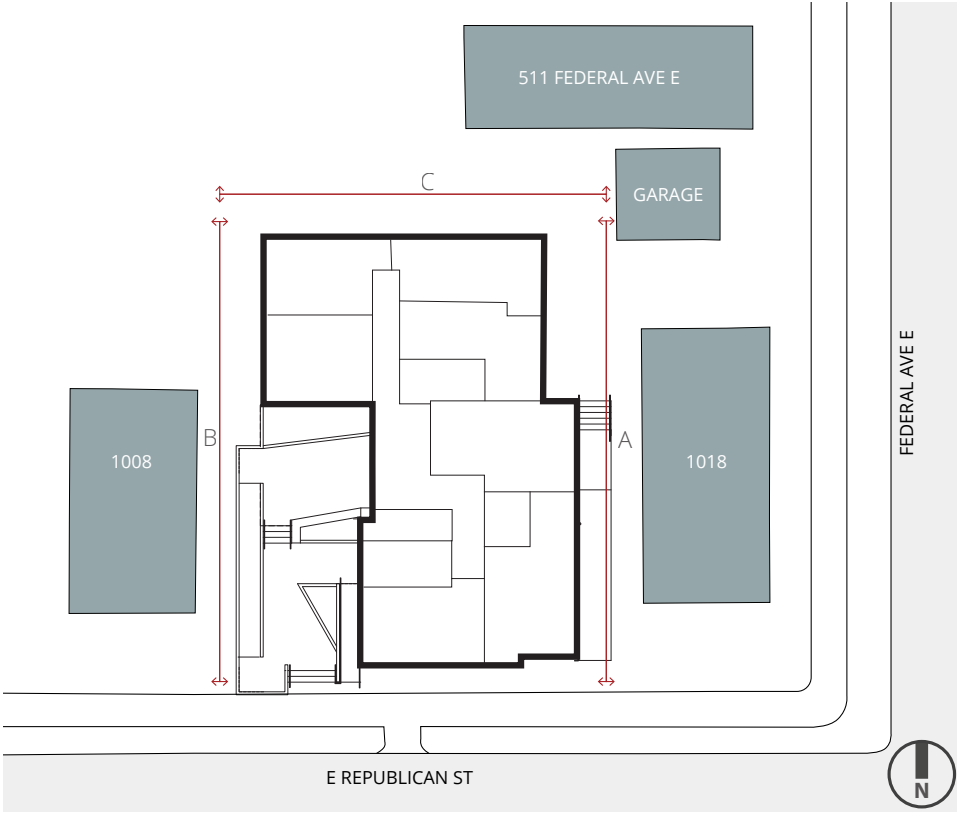 511 FEDERAL AVE E
C
GARAGE
FEDERAL AVE E
B
A
1008
1018
E REPUBLICAN ST
N